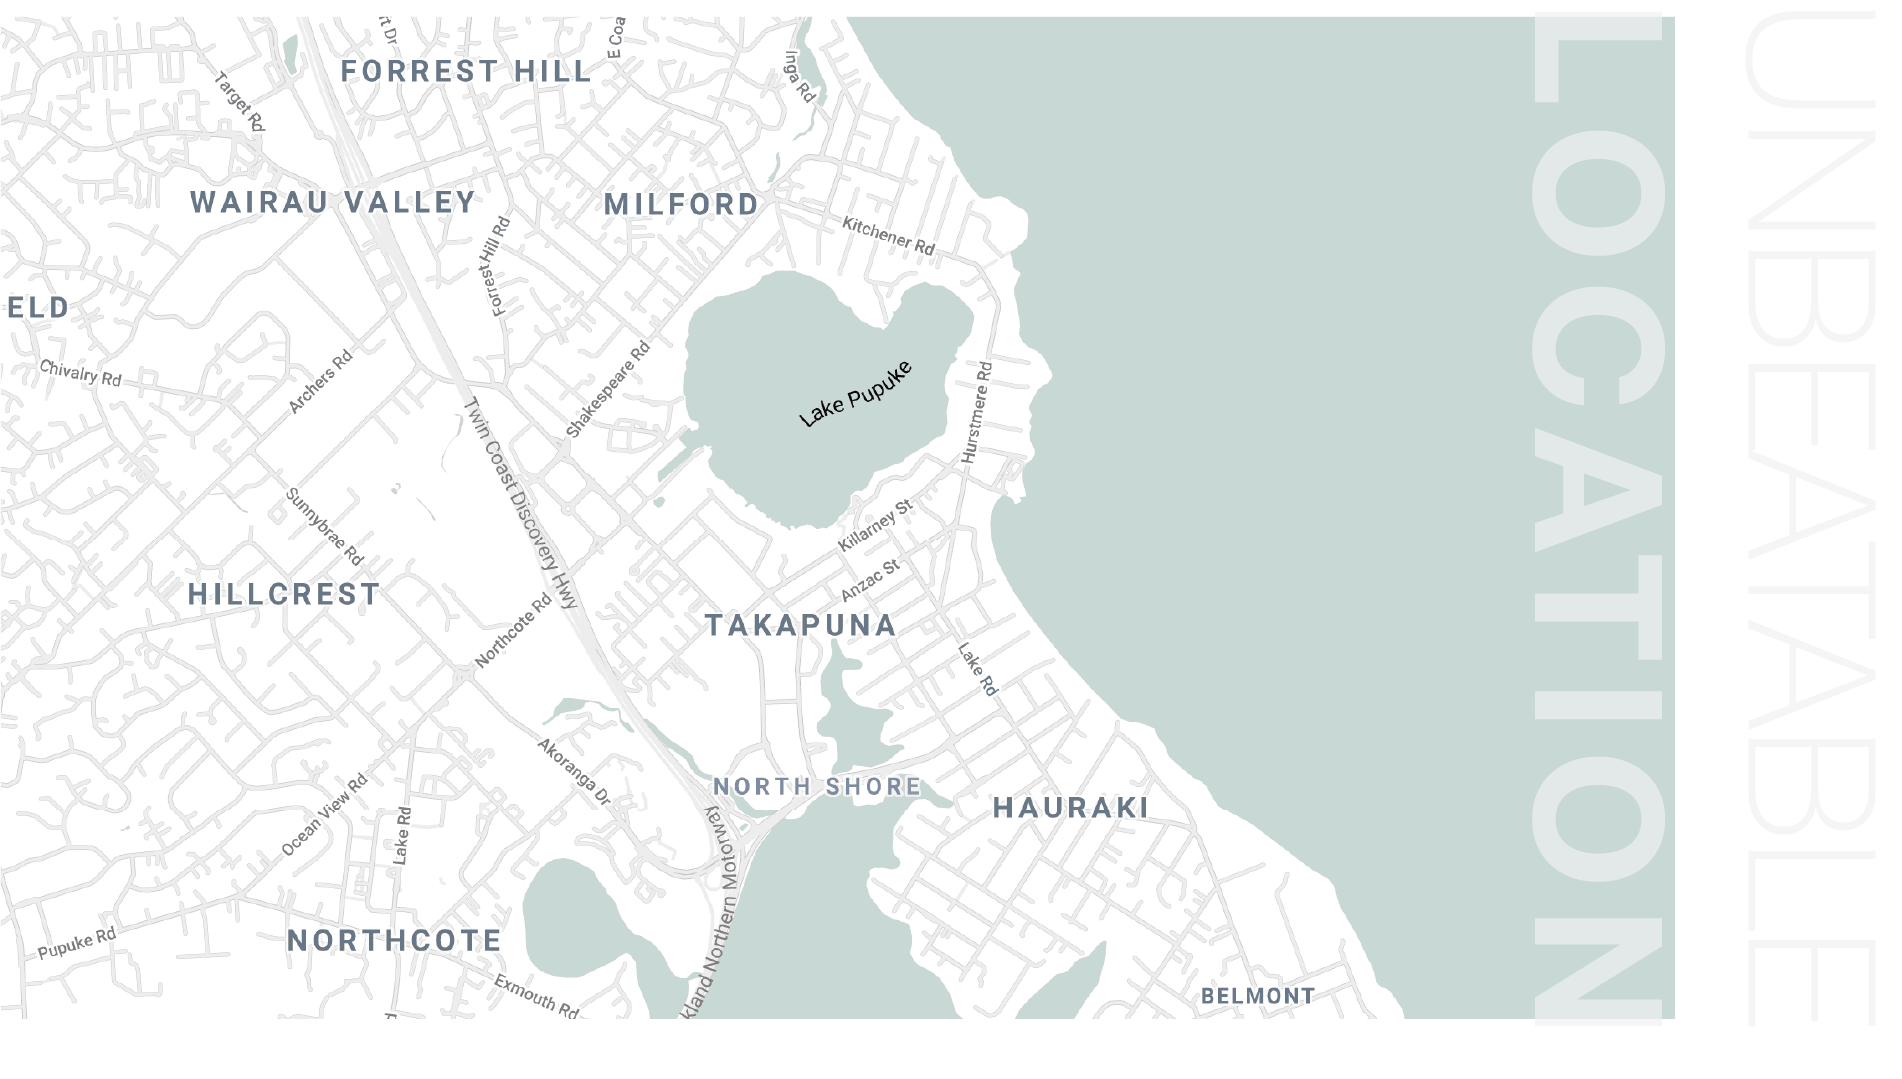 FORREST HILL
E Coa
rt Dr
Inga Rd
Target Rd
WAIRAU VALLEY
MILFORD
Kitchener Rd
Forrest Hill Rd
ELD
Chivalry Rd
Archers Rd
Shakespeare Rd
Lake Pupuke
Hurstmere Rd
Twin Coast Discovery Hwy
Sunnybrae Rd
Killarney St
Anzac St
HILLCREST
Northcote Rd
TAKAPUNA
Lake Rd
Akoranga Dr
NORTH SHORE
HAURAKI
Ocean View Rd
Lake Rd
kland Northern Motorway
Pupuke Rd
NORTHCOTE
Exmouth Rd
BELMONT
UNBEATABLE
LOCATION